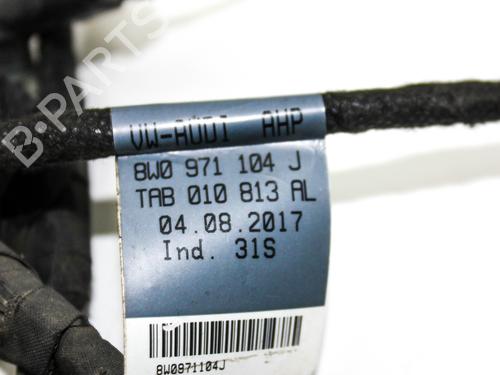 B-PARTS
VW-AUDI AHP
8W0 971 104 J
TAB 010 813 AL
04.08.2017
Ind. 31S
8W0971104J